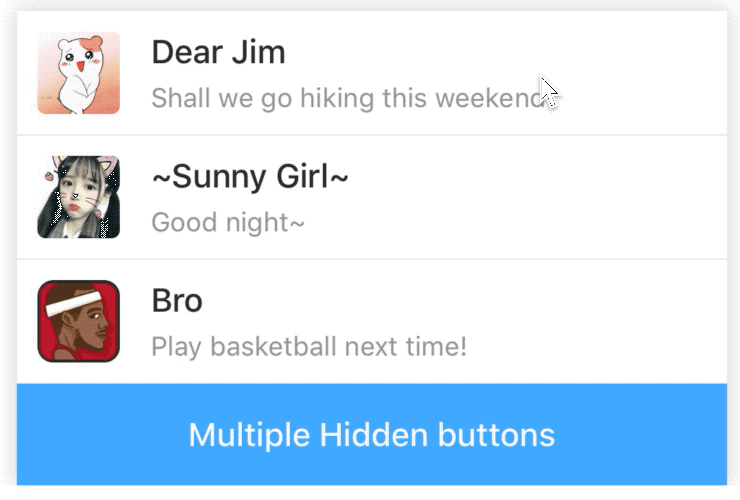 Dear Jim
Shall we go hiking this weekend
~Sunny Girl~
Good night~
Bro
Play basketball next time!
Multiple Hidden buttons